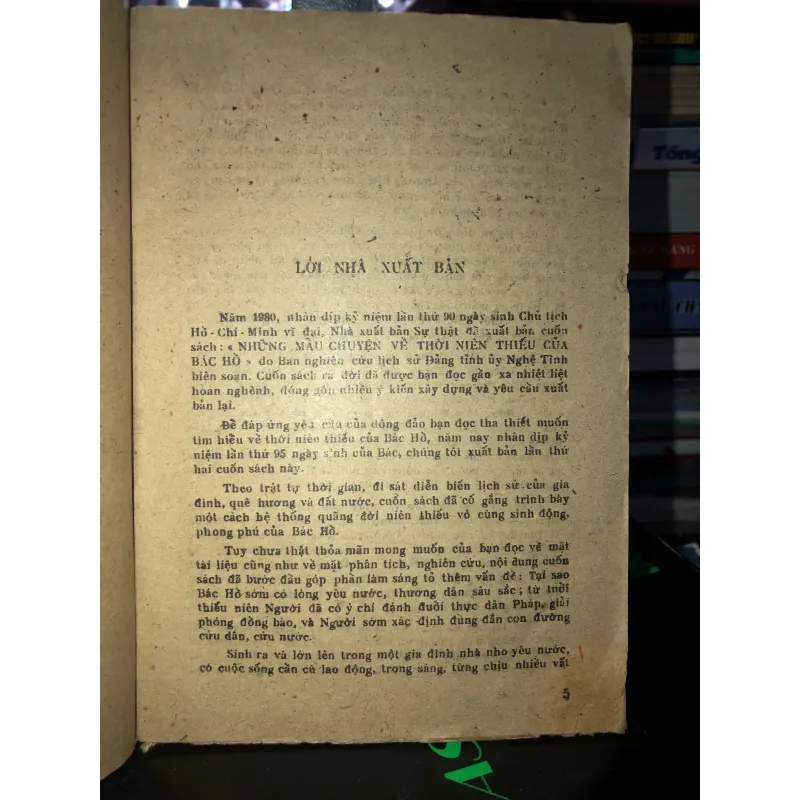 LỜI NHÀ XUẤT BẢN
Năm 1980, nhân dịp kỷ niệm lần thứ 90 ngày sinh Chủ tịch
Hồ-Chí-Minh vĩ đại, Nhà xuất bản Sự thật đã xuất bản cuốn
sách: « NHỮNG MẨU CHUYỆN VỀ THỜI NIÊN THIẾU CỦA
BÁC HỒ » do Ban nghiên cứu lịch sử Đảng tỉnh ủy Nghệ Tĩnh
biên soạn. Cuốn sách ra đời đã được bạn đọc gần xa nhiệt liệt
hoan nghênh, đóng góp nhiều ý kiến xây dựng và yêu cầu xuất
bản lại.
Để đáp ứng yêu cầu của đông đảo bạn đọc tha thiết muốn
tìm hiểu về thời niên thiếu của Bác Hồ, năm nay nhân dịp kỷ
niệm lần thứ 95 ngày sinh của Bác, chúng tôi xuất bản lần thứ
hai cuốn sách này.
Theo trật tự thời gian, đi sát diễn biến lịch sử của gia
đình, quê hương và đất nước, cuốn sách đã cố gắng trình bày
một cách hệ thống quãng đời niên thiếu vô cùng sinh động,
phong phú của Bác Hồ.
Tuy chưa thật thỏa mãn mong muốn của bạn đọc về mặt
tài liệu cũng như về mặt phân tích, nghiên cứu, nội dung cuốn
sách đã bước đầu góp phần làm sáng tỏ thêm vấn đề: Tại sao
Bác Hồ sớm có lòng yêu nước, thương dân sâu sắc; từ tuổi
thiếu niên Người đã có ý chí đánh đuổi thực dân Pháp, giải
phóng đồng bào, và Người sớm xác định đúng đắn con đường
cứu dân, cứu nước.
Sinh ra và lớn lên trong một gia đình nhà nho yêu nước,
có cuộc sống cần cù lao động, trong sáng, từng chịu nhiều vất
5
Tổng
AS